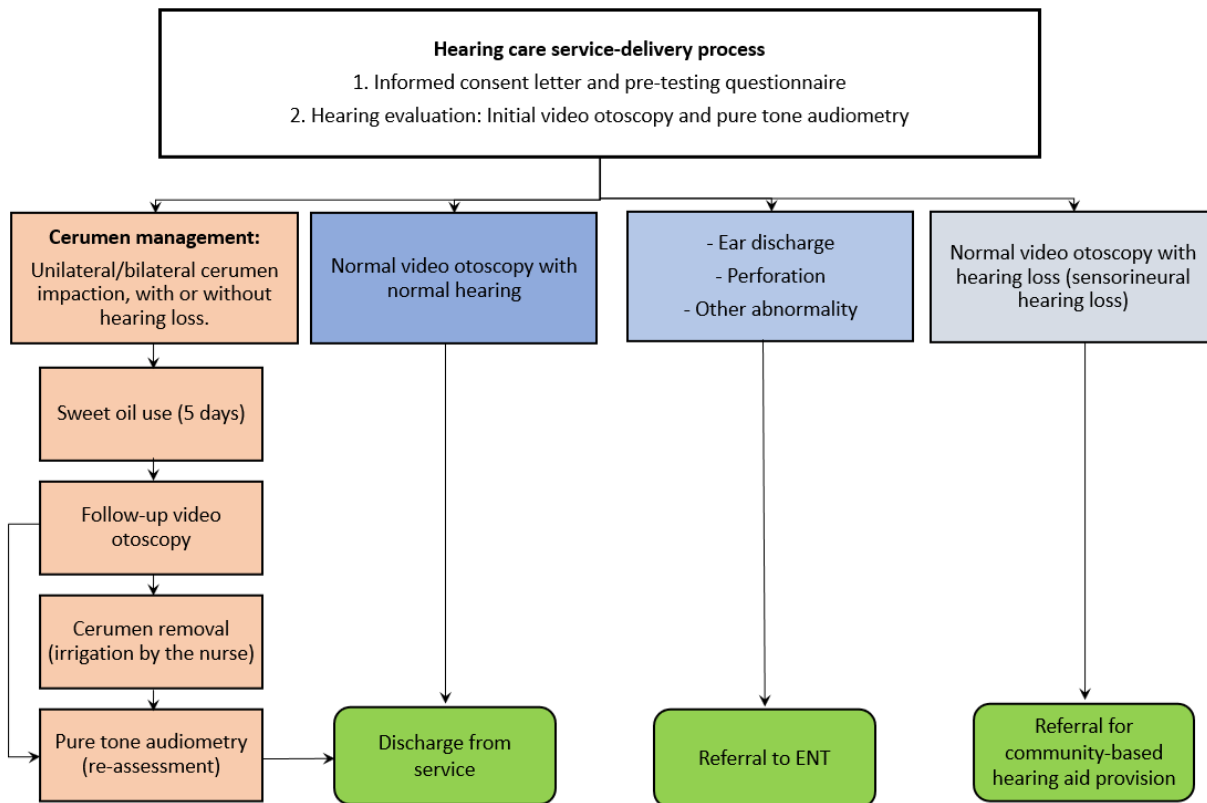 Hearing care service-delivery process
1. Informed consent letter and pre-testing questionnaire
2. Hearing evaluation: Initial video otoscopy and pure tone audiometry
Cerumen management:
Unilateral/bilateral cerumen
impaction, with or without
hearing loss.
Normal video otoscopy with
normal hearing
- Ear discharge
- Perforation
- Other abnormality
Normal video otoscopy with
hearing loss (sensorineural
hearing loss)
Sweet oil use (5 days)
Follow-up video
otoscopy
Cerumen removal
(irrigation by the nurse)
Pure tone audiometry
(re-assessment)
Discharge from
service
Referral to ENT
Referral for
community-based
hearing aid provision